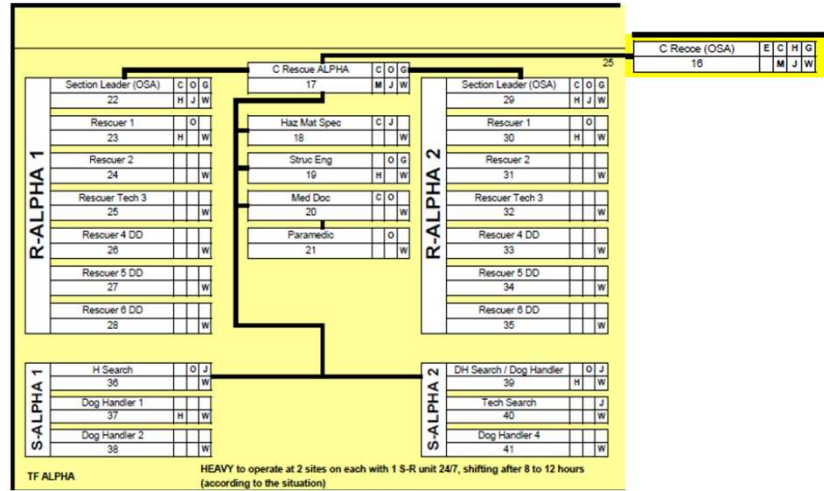 C Recce (OSA) E C H G
16 M J W
25
C Rescue ALPHA C O G
17 M J W
R-ALPHA 1
Section Leader (OSA) C O G
22 H J W
Rescuer 1 O
23 H W
Rescuer 2
24 W
Rescuer Tech 3
25 W
Rescuer 4 DD
26 W
Rescuer 5 DD
27 W
Rescuer 6 DD
28 W
Haz Mat Spec C J
18 W
Struc Eng O G
19 H W
Med Doc C O
20 W
Paramedic O
21 W
R-ALPHA 2
Section Leader (OSA) C O G
29 H J W
Rescuer 1 O
30 H W
Rescuer 2
31 W
Rescuer Tech 3
32 W
Rescuer 4 DD
33 W
Rescuer 5 DD
34 W
Rescuer 6 DD
35 W
S-ALPHA 1
H Search O J
36 W
Dog Handler 1
37 H W
Dog Handler 2
38 W
S-ALPHA 2
DH Search / Dog Handler O J
39 H W
Tech Search J
40 W
Dog Handler 4
41 W
TF ALPHA
HEAVY to operate at 2 sites on each with 1 S-R unit 24/7, shifting after 8 to 12 hours
(according to the situation)